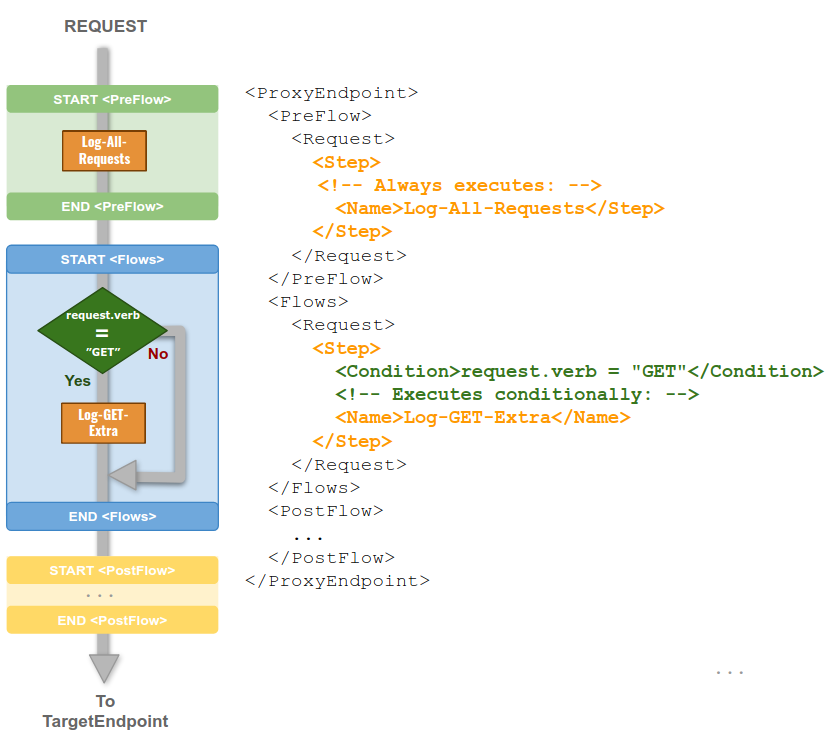 REQUEST
START <PreFlow>
Log-All-
Requests
END <PreFlow>
START <Flows>
request.verb
=
"GET"
No
Yes
Log-GET-
Extra
END <Flows>
START <PostFlow>
. . .
END <PostFlow>
To
TargetEndpoint
<ProxyEndpoint>
<PreFlow>
<Request>
<Step>
<!-- Always executes: -->
<Name>Log-All-Requests</Step>
</Step>
</Request>
</PreFlow>
<Flows>
<Request>
<Step>
<Condition>request.verb = "GET"</Condition>
<!-- Executes conditionally: -->
<Name>Log-GET-Extra</Name>
</Step>
</Request>
</Flows>
<PostFlow>
...
</PostFlow>
</ProxyEndpoint>
. . .